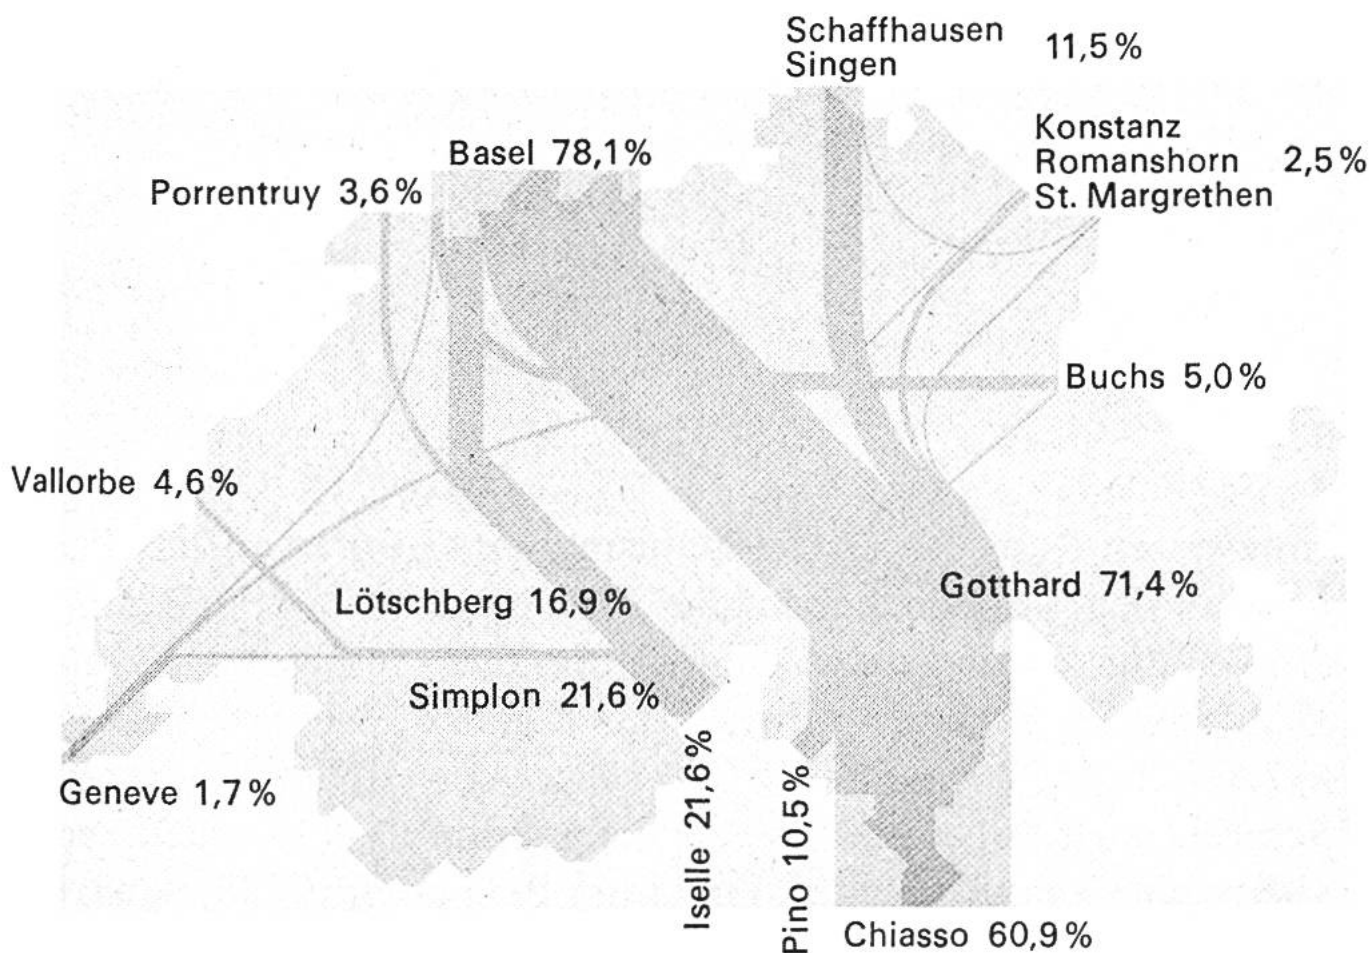 Schaffhausen
Singen
11,5%
Konstanz
Romanshorn
St. Margrethen
2,5%
Basel 78,1%
Porrentruy 3,6%
Buchs 5,0%
Vallorbe 4,6%
Gotthard 71,4%
Lötschberg 16,9%
Simplon 21,6%
Geneve 1,7%
Iselle 21,6%
Pino 10,5%
Chiasso 60,9%